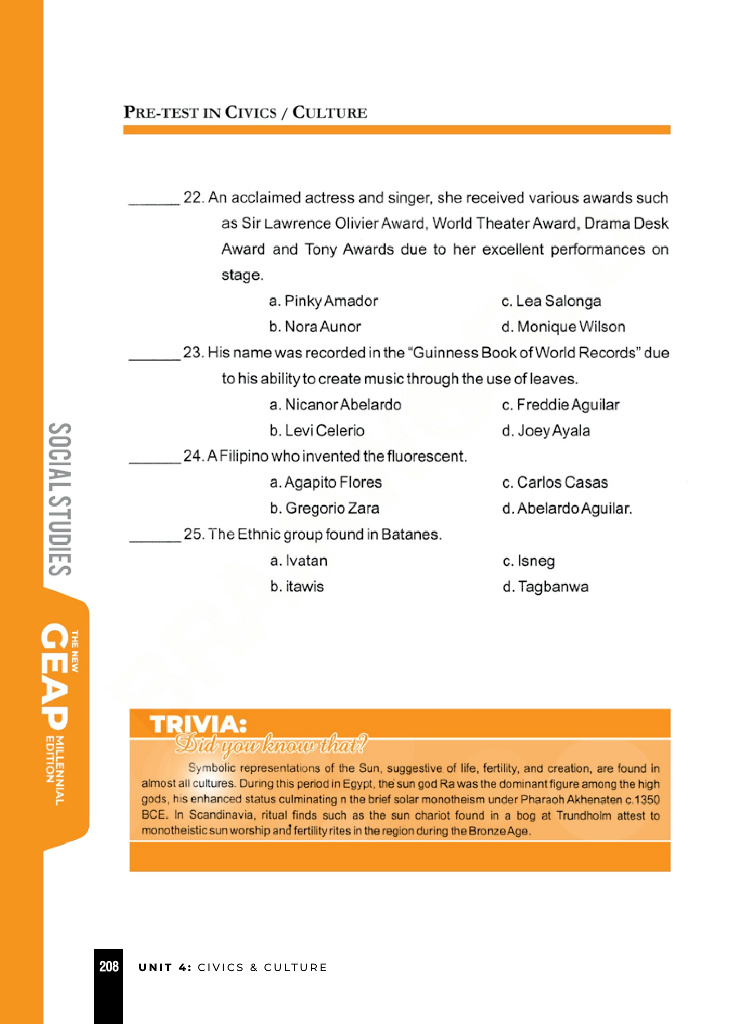 PRE-TEST IN CIVICS / CULTURE
______ 22. An acclaimed actress and singer, she received various awards such
as Sir Lawrence Olivier Award, World Theater Award, Drama Desk
Award and Tony Awards due to her excellent performances on
stage.
a. Pinky Amador c. Lea Salonga
b. Nora Aunor d. Monique Wilson
______ 23. His name was recorded in the “Guinness Book of World Records” due
to his ability to create music through the use of leaves.
a. Nicanor Abelardo c. Freddie Aguilar
b. Levi Celerio d. Joey Ayala
______ 24. A Filipino who invented the fluorescent.
a. Agapito Flores c. Carlos Casas
b. Gregorio Zara d. Abelardo Aguilar.
______ 25. The Ethnic group found in Batanes.
a. Ivatan c. Isneg
b. itawis d. Tagbanwa
SOCIAL STUDIES
THE NEW
GEAP
MILLENNIAL
EDITION
TRIVIA:
Did you know that?
Symbolic representations of the Sun, suggestive of life, fertility, and creation, are found in
almost all cultures. During this period in Egypt, the sun god Ra was the dominant figure among the high
gods, his enhanced status culminating n the brief solar monotheism under Pharaoh Akhenaten c.1350
BCE. In Scandinavia, ritual finds such as the sun chariot found in a bog at Trundholm attest to
monotheistic sun worship and fertility rites in the region during the Bronze Age.
208 UNIT 4: CIVICS & CULTURE